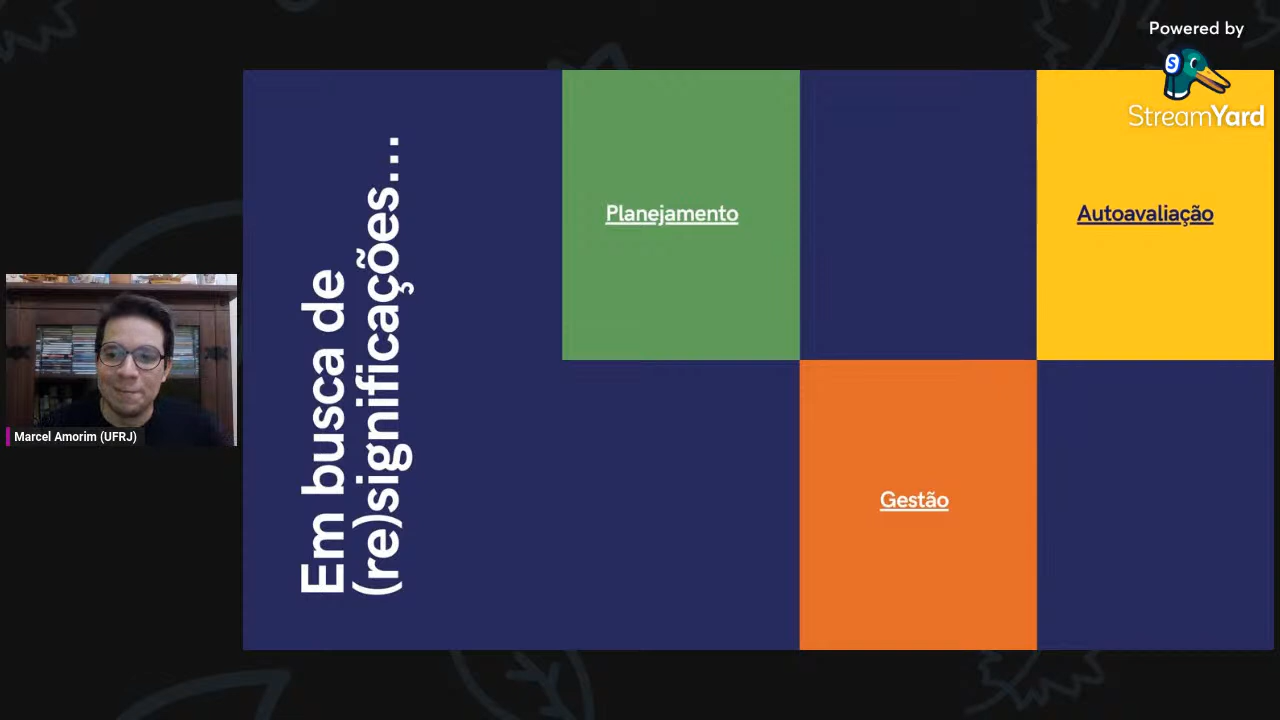 Powered by
StreamYard
Em busca de
(re)significações...
Planejamento
Autoavaliação
Gestão
Marcel Amorim (UFRJ)